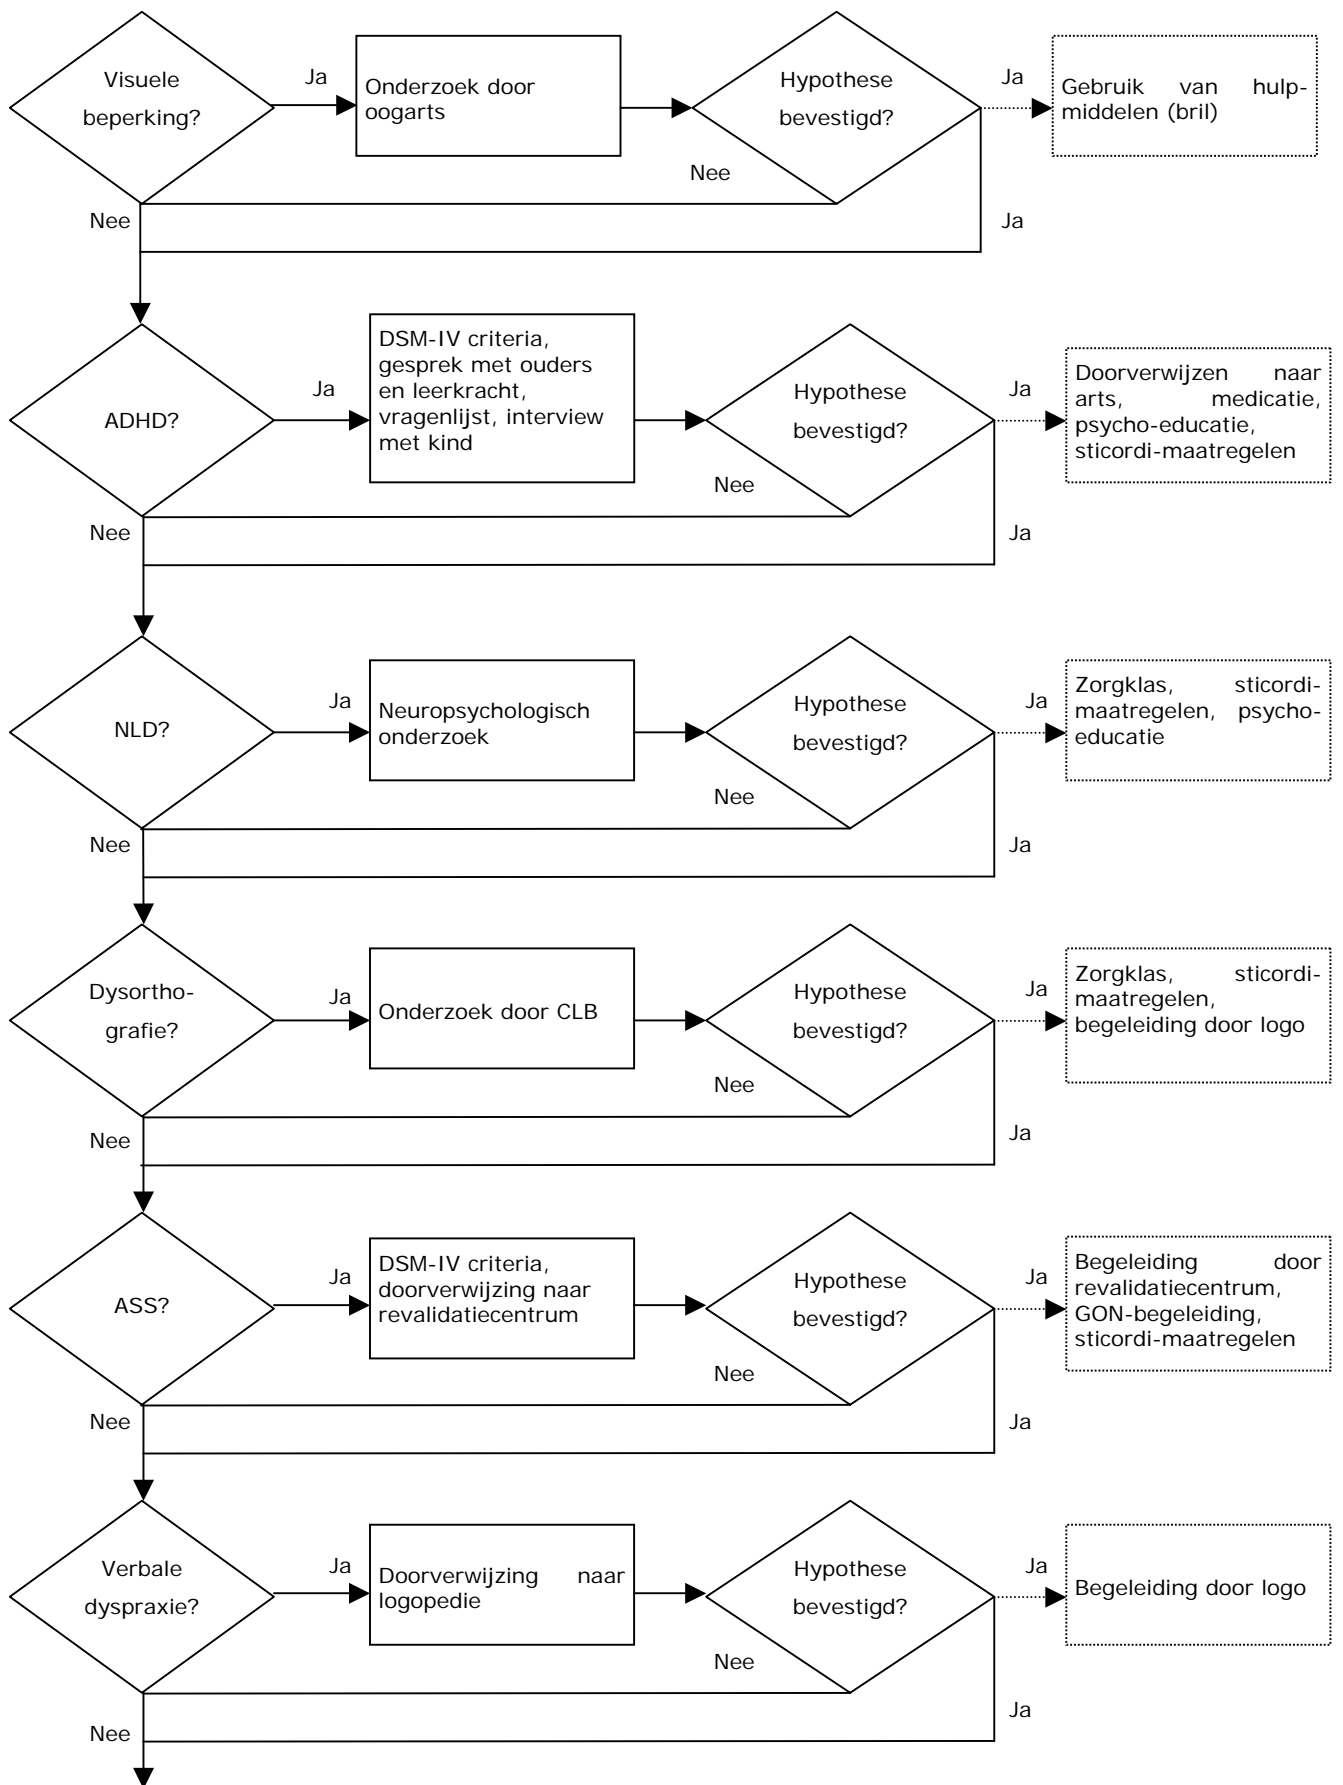 Visuele
beperking?
Ja
Onderzoek door
oogarts
Hypothese
bevestigd?
Ja
Gebruik van hulp-
middelen (bril)
Nee
Nee
Ja
ADHD?
Ja
DSM-IV criteria,
gesprek met ouders
en leerkracht,
vragenlijst, interview
met kind
Hypothese
bevestigd?
Ja
Doorverwijzen naar
arts, medicatie,
psycho-educatie,
sticordi-maatregelen
Nee
Nee
Ja
NLD?
Ja
Neuropsychologisch
onderzoek
Hypothese
bevestigd?
Ja
Zorgklas, sticordi-
maatregelen, psycho-
educatie
Nee
Nee
Ja
Dysortho-
grafie?
Ja
Onderzoek door CLB
Hypothese
bevestigd?
Ja
Zorgklas, sticordi-
maatregelen,
begeleiding door logo
Nee
Nee
Ja
ASS?
Ja
DSM-IV criteria,
doorverwijzing naar
revalidatiecentrum
Hypothese
bevestigd?
Ja
Begeleiding door
revalidatiecentrum,
GON-begeleiding,
sticordi-maatregelen
Nee
Nee
Ja
Verbale
dyspraxie?
Ja
Doorverwijzing naar
logopedie
Hypothese
bevestigd?
Ja
Begeleiding door logo
Nee
Nee
Ja